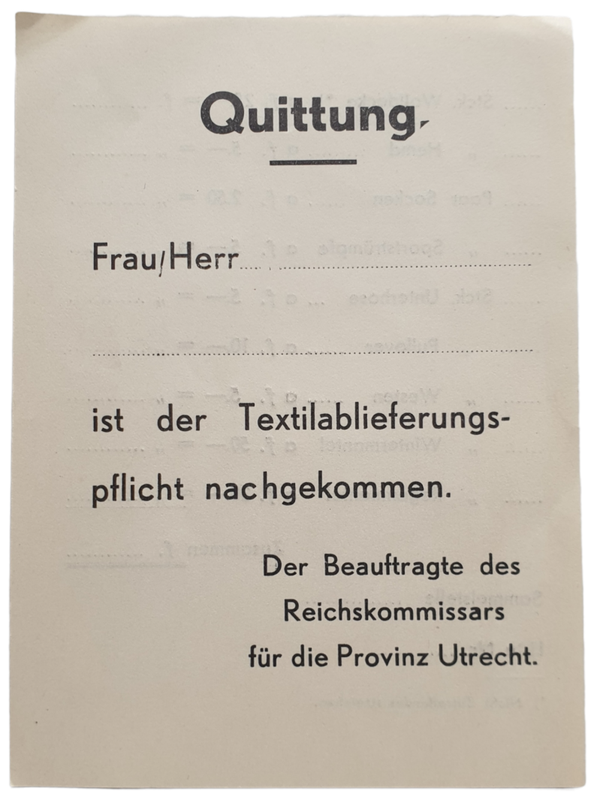 Quittung.
Frau/Herr
ist der Textilablieferungs-
pflicht nachgekommen.
Der Beauftragte des
Reichskommissars
für die Provinz Utrecht.